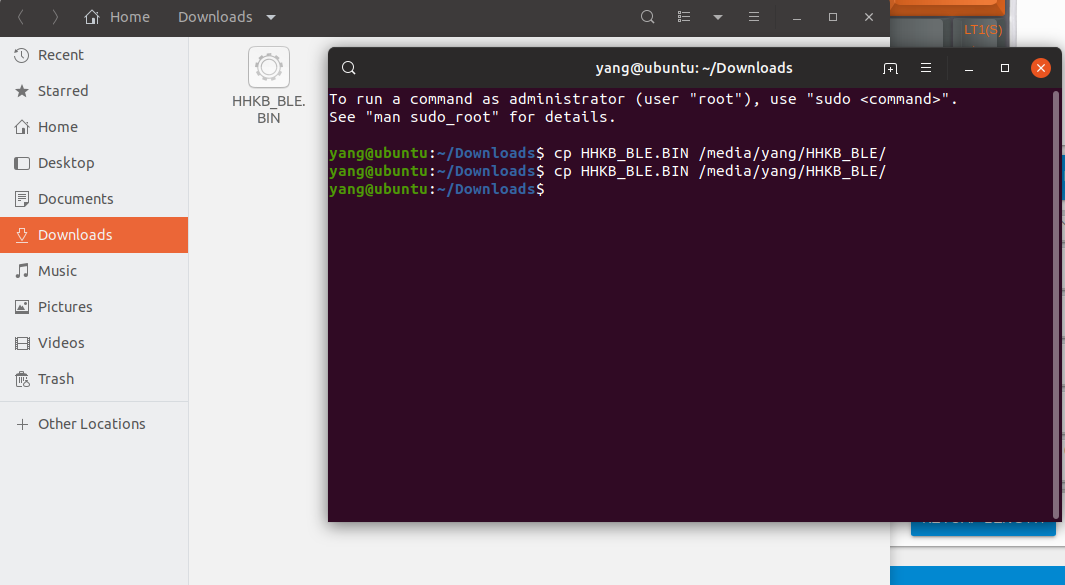 Home
Downloads
LT1(S)
Recent
Starred
Home
Desktop
Documents
Downloads
Music
Pictures
Videos
Trash
Other Locations
HHKB_BLE.
BIN
yang@ubuntu: ~/Downloads
To run a command as administrator (user "root"), use "sudo <command>".
See "man sudo_root" for details.
yang@ubuntu:~/Downloads$ cp HHKB_BLE.BIN /media/yang/HHKB_BLE/
yang@ubuntu:~/Downloads$ cp HHKB_BLE.BIN /media/yang/HHKB_BLE/
yang@ubuntu:~/Downloads$